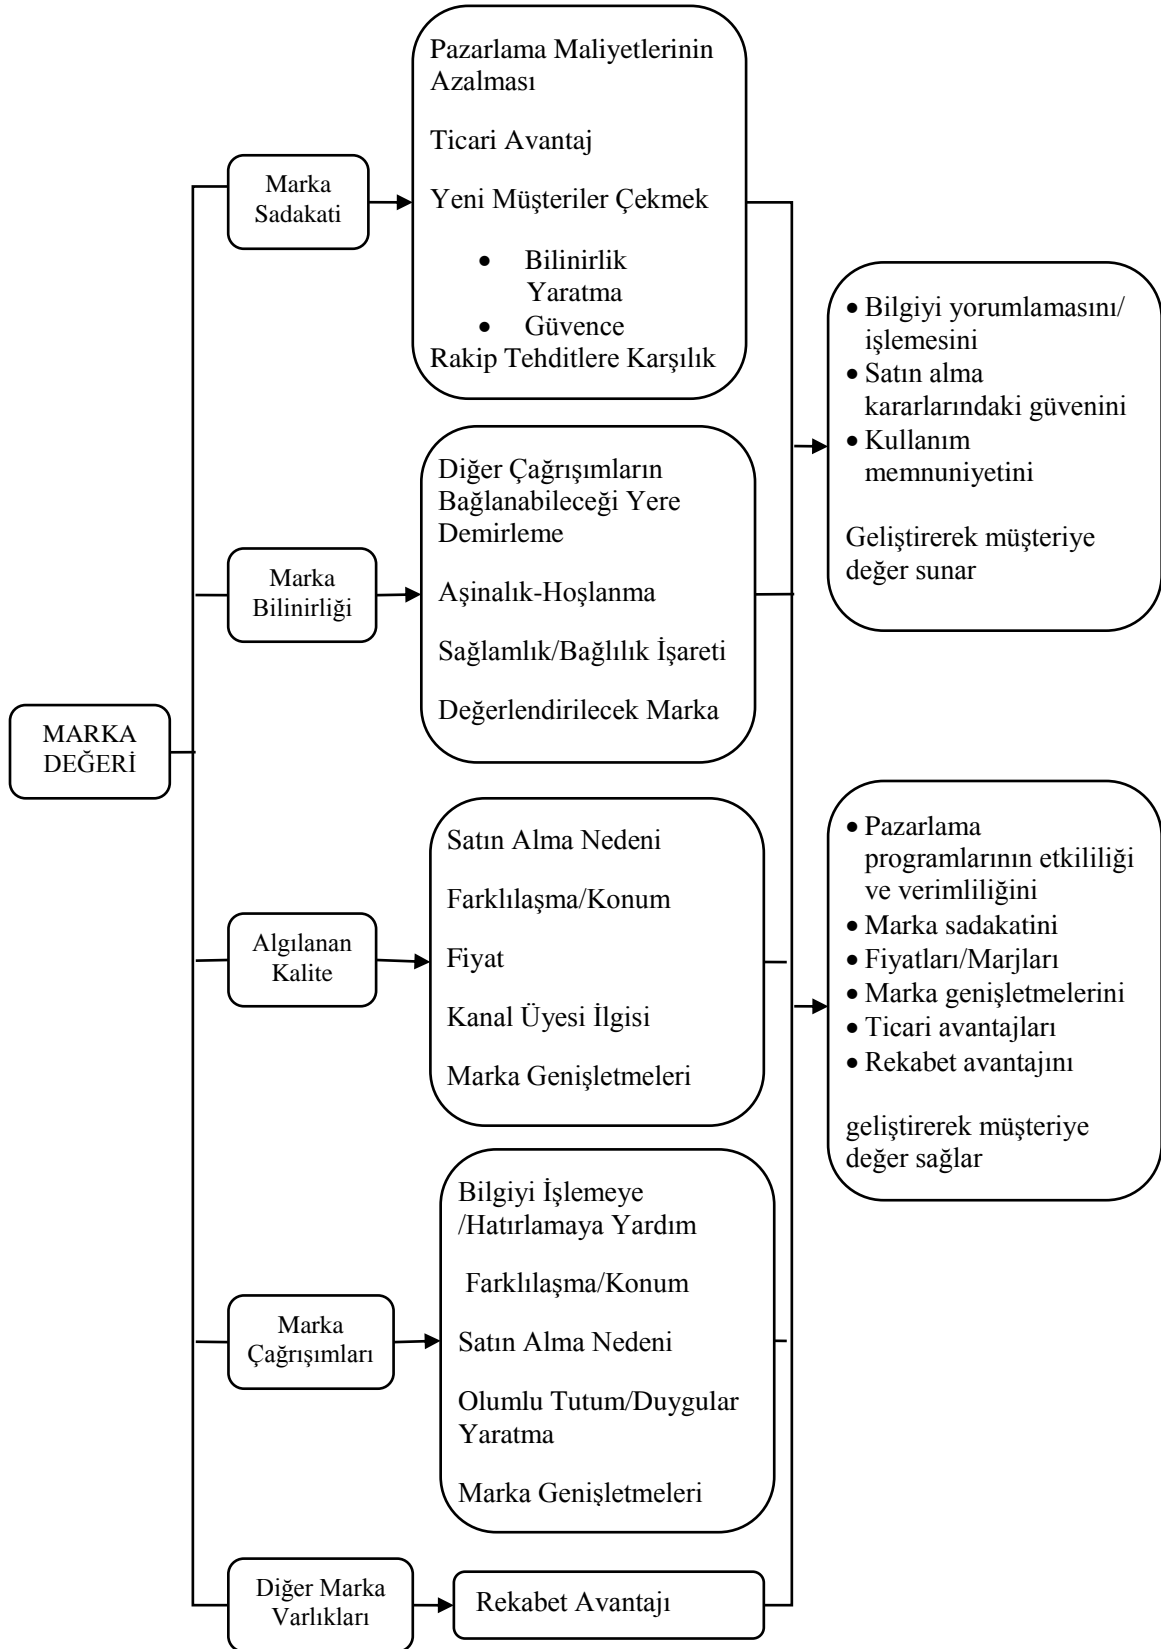 MARKA
DEĞERİ
Marka
Sadakati
Pazarlama Maliyetlerinin
Azalması
Ticari Avantaj
Yeni Müşteriler Çekmek
• Bilinirlik
Yaratma
• Güvence
Rakip Tehditlere Karşılık
Marka
Bilinirliği
Diğer Çağrışımların
Bağlanabileceği Yere
Demirleme
Aşinalık-Hoşlanma
Sağlamlık/Bağlılık İşareti
Değerlendirilecek Marka
Algılanan
Kalite
Satın Alma Nedeni
Farklılaşma/Konum
Fiyat
Kanal Üyesi İlgisi
Marka Genişletmeleri
Marka
Çağrışımları
Bilgiyi İşlemeye
/Hatırlamaya Yardım
Farklılaşma/Konum
Satın Alma Nedeni
Olumlu Tutum/Duygular
Yaratma
Marka Genişletmeleri
Diğer Marka
Varlıkları
Rekabet Avantajı
• Bilgiyi yorumlamasını/
işlemesini
• Satın alma
kararlarındaki güvenini
• Kullanım
memnuniyetini
Geliştirerek müşteriye
değer sunar
• Pazarlama
programlarının etkililiği
ve verimliliğini
• Marka sadakatini
• Fiyatları/Marjları
• Marka genişletmelerini
• Ticari avantajları
• Rekabet avantajını
geliştirerek müşteriye
değer sağlar